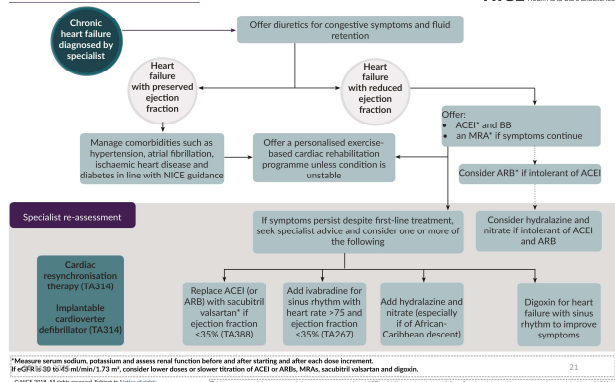 Chronic
heart failure
diagnosed by
specialist
Offer diuretics for congestive symptoms and fluid
retention
Heart
failure
with preserved
ejection
fraction
Heart
failure
with reduced
ejection
fraction
Offer:
• ACEI* and BB
• an MRA* if symptoms continue
Manage comorbidities such as
hypertension, atrial fibrillation,
ischaemic heart disease and
diabetes in line with NICE guidance
Offer a personalised exercise-
based cardiac rehabilitation
programme unless condition is
unstable
Consider ARB* if intolerant of ACEI
Specialist re-assessment
If symptoms persist despite first-line treatment,
seek specialist advice and consider one or more of
the following
Consider hydralazine and
nitrate if intolerant of ACEI
and ARB
Cardiac
resynchronisation
therapy (TA314)
Implantable
cardioverter
defibrillator (TA314)
Replace ACEI (or
ARB) with sacubitril
valsartan* if
ejection fraction
<35% (TA388)
Add ivabradine for
sinus rhythm with
heart rate >75 and
ejection fraction
<35% (TA267)
Add hydralazine and
nitrate (especially
if of African-
Caribbean descent)
Digoxin for heart
failure with sinus
rhythm to improve
symptoms
*Measure serum sodium, potassium and assess renal function before and after starting and after each dose increment.
If eGFR is 30 to 45 ml/min/1.73 m², consider lower doses or slower titration of ACEI or ARBs, MRAs, sacubitril valsartan and digoxin.
21